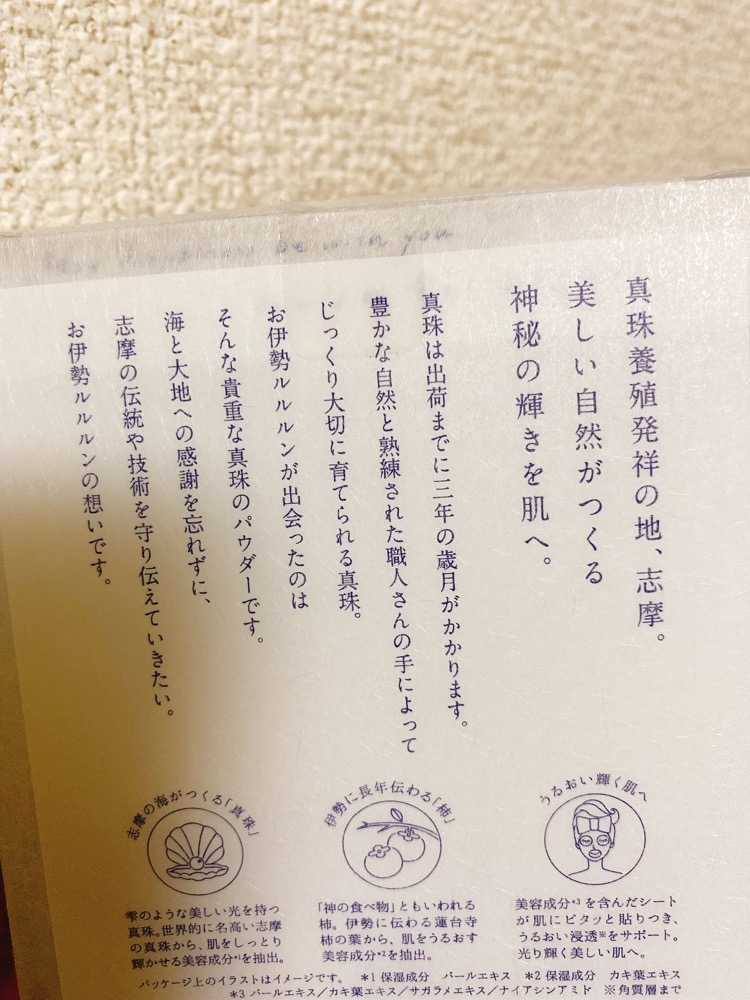 be with you
真珠養殖発祥の地、志摩。
美しい自然がつくる
神秘の輝きを肌へ。
真珠は出荷までに三年の歳月がかかります。
豊かな自然と熟練された職人さんの手によって
じっくり大切に育てられる真珠。
お伊勢ルルルンが出会ったのは
そんな貴重な真珠のパウダーです。
海と大地への感謝を忘れずに、
志摩の伝統や技術を守り伝えていきたい。
お伊勢ルルルンの想いです。
志摩の海がつくる「真珠」
雫のような美しい光を持つ
真珠。世界的に名高い志摩
の真珠から、肌をしっとり
輝かせる美容成分*1を抽出。
伊勢に長年伝わる「柿」
「神の食べ物」ともいわれる
柿。伊勢に伝わる蓮台寺
柿の葉から、肌をうるおす
美容成分*2を抽出。
うるおい輝く肌へ
美容成分*3を含んだシート
が肌にピタッと貼りつき、
うるおい浸透※をサポート。
光り輝く美しい肌へ。
パッケージ上のイラストはイメージです。 *1 保湿成分 パールエキス *2 保湿成分 カキ葉エキス
*3 パールエキス/カキ葉エキス/サガラメエキス/ナイアシンアミド ※角質層まで